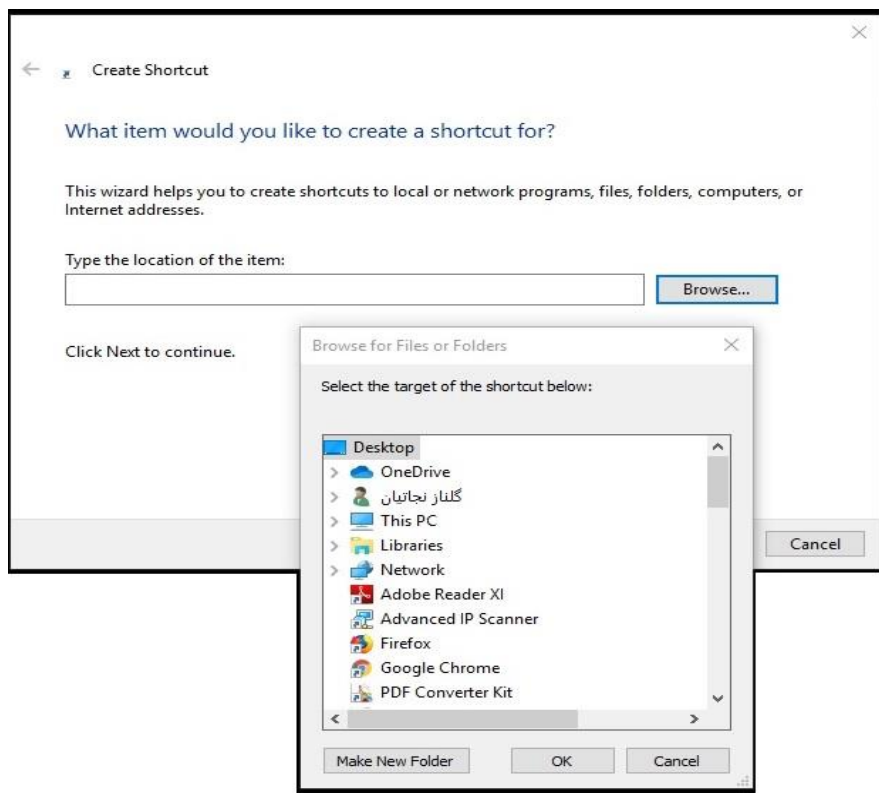 Create Shortcut
What item would you like to create a shortcut for?
This wizard helps you to create shortcuts to local or network programs, files, folders, computers, or
Internet addresses.
Type the location of the item:
Browse...
Click Next to continue.
Browse for Files or Folders
Select the target of the shortcut below:
Desktop
OneDrive
گلناز نجاتیان
This PC
Libraries
Network
Adobe Reader XI
Advanced IP Scanner
Firefox
Google Chrome
PDF Converter Kit
Make New Folder
OK
Cancel
Cancel